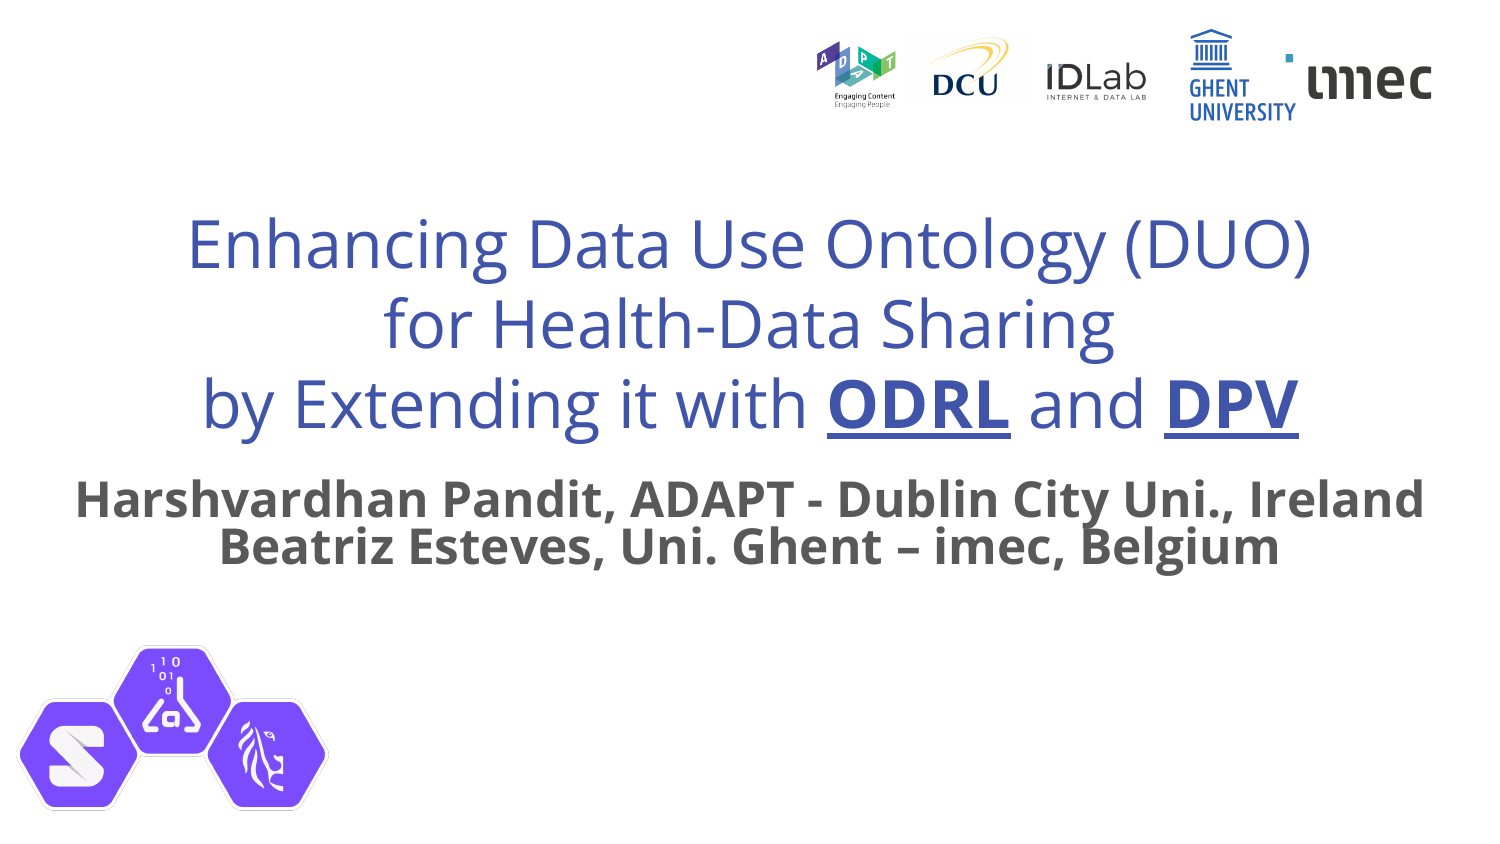 ADAPT
Engaging Content
Engaging People
DCU
IDLab
INTERNET & DATA LAB
GHENT
UNIVERSITY
imec
Enhancing Data Use Ontology (DUO)
for Health-Data Sharing
by Extending it with ODRL and DPV
Harshvardhan Pandit, ADAPT - Dublin City Uni., Ireland
Beatriz Esteves, Uni. Ghent – imec, Belgium
1 1 0
0 1
0
a
S